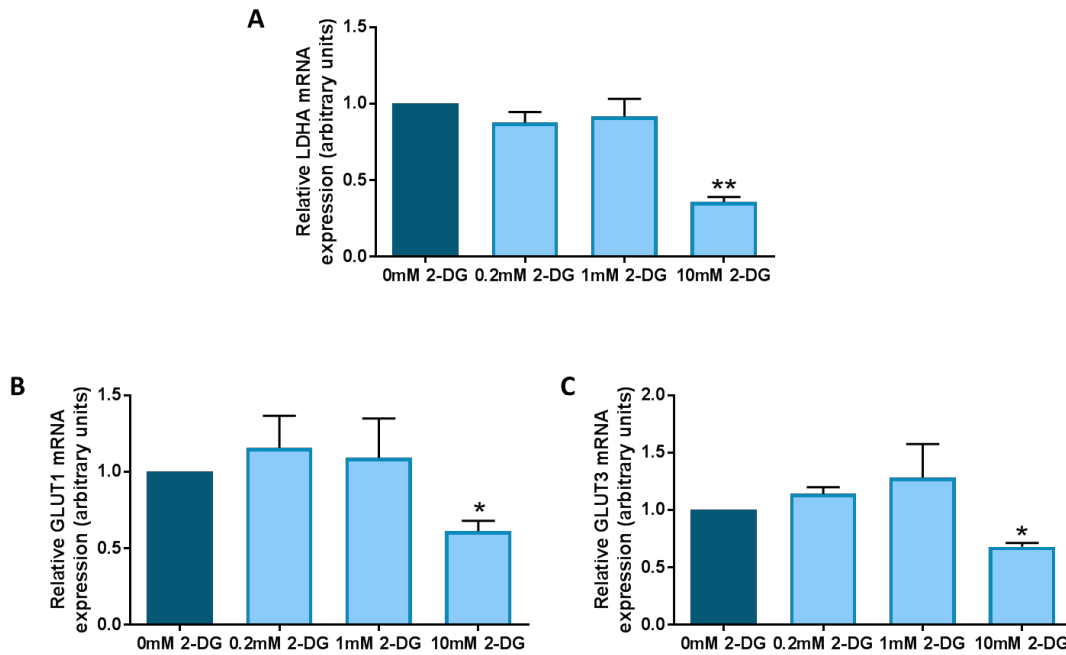 A
Relative LDHA mRNA
expression (arbitrary units)
1.5
1.0
0.5
0.0
**
0mM 2-DG 0.2mM 2-DG 1mM 2-DG 10mM 2-DG
B
Relative GLUT1 mRNA
expression (arbitrary units)
1.5
1.0
0.5
0.0
*
0mM 2-DG 0.2mM 2-DG 1mM 2-DG 10mM 2-DG
C
Relative GLUT3 mRNA
expression (arbitrary units)
2.0
1.5
1.0
0.5
0.0
*
0mM 2-DG 0.2mM 2-DG 1mM 2-DG 10mM 2-DG